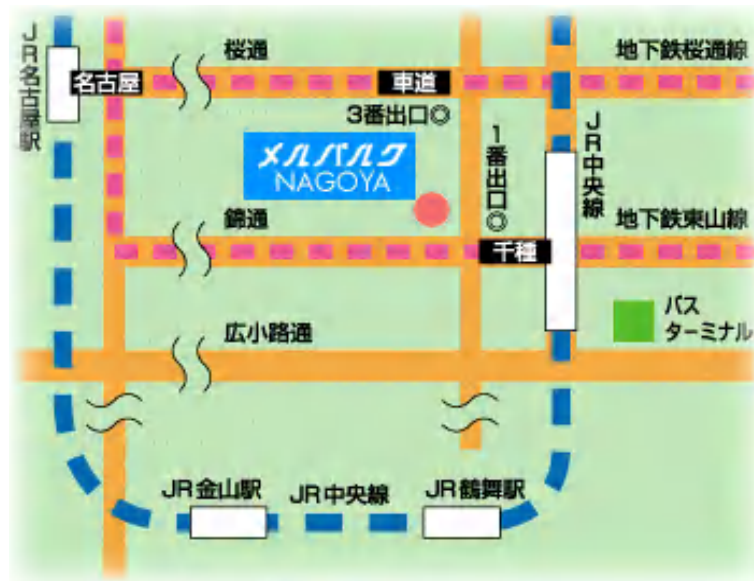 JR名古屋駅
桜通
地下鉄桜通線
名古屋
車道
3番出口◎
メルパルク
NAGOYA
1番出口◎
JR中央線
錦通
地下鉄東山線
千種
バス
ターミナル
広小路通
JR金山駅
JR中央線
JR鶴舞駅